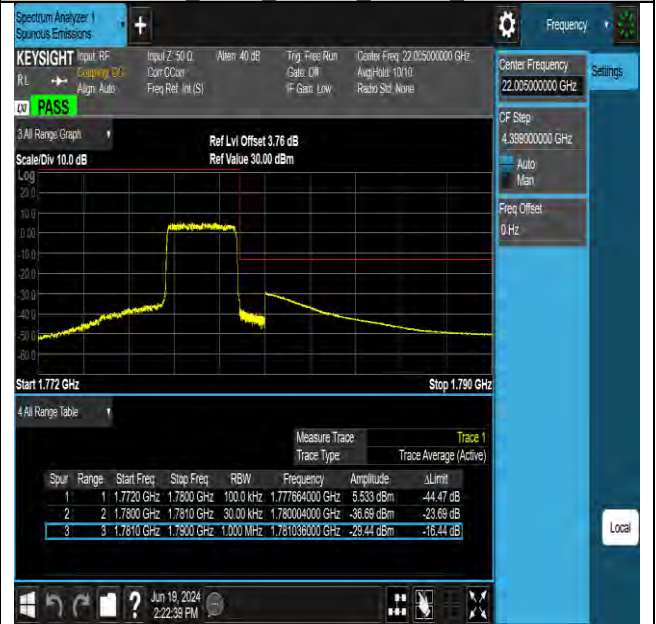 Spectrum Analyzer 1
Spurious Emissions
Frequency
KEYSIGHT Input: RF Input Z: 50 Ω Atten: 40 dB Trig: Free Run Center Freq: 22.005000000 GHz
RL Coupling: DC Corr CCorr Gate: Off Avg|Hold: 10/10
Align: Auto Freq Ref: Int (S) IF Gain: Low Radio Std: None
LXI PASS
Center Frequency
22.005000000 GHz
Settings
CF Step
4.399000000 GHz
Auto
Man
Freq Offset
0 Hz
3 All Range Graph
Ref Lvl Offset 3.76 dB
Scale/Div 10.0 dB Ref Value 30.00 dBm
Log
20.0
10.0
0.00
-10.0
-20.0
-30.0
-40.0
-50.0
-60.0
Start 1.772 GHz Stop 1.790 GHz
4 All Range Table
Measure Trace Trace 1
Trace Type Trace Average (Active)
Spur Range Start Freq Stop Freq RBW Frequency Amplitude ΔLimit
1 1 1.7720 GHz 1.7800 GHz 100.0 kHz 1.777664000 GHz 5.533 dBm -44.47 dB
2 2 1.7800 GHz 1.7810 GHz 30.00 kHz 1.780004000 GHz -36.69 dBm -23.69 dB
3 3 1.7810 GHz 1.7900 GHz 1.000 MHz 1.781036000 GHz -29.44 dBm -16.44 dB
Local
Jun 19, 2024
2:22:39 PM